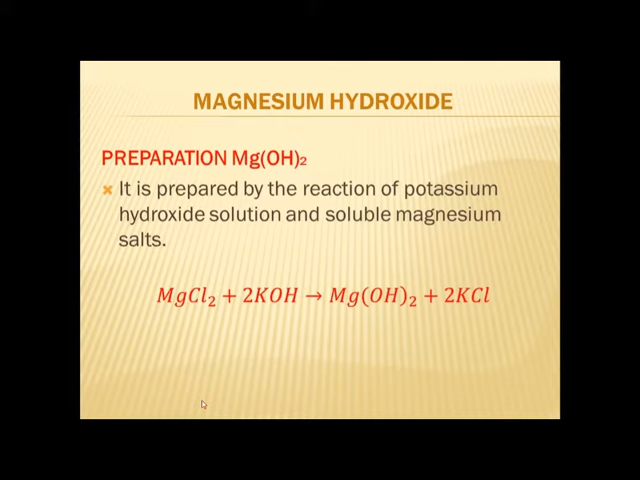 MAGNESIUM HYDROXIDE
PREPARATION Mg(OH)₂
It is prepared by the reaction of potassium
hydroxide solution and soluble magnesium
salts.
MgCl₂ + 2KOH → Mg(OH)₂ + 2KCl